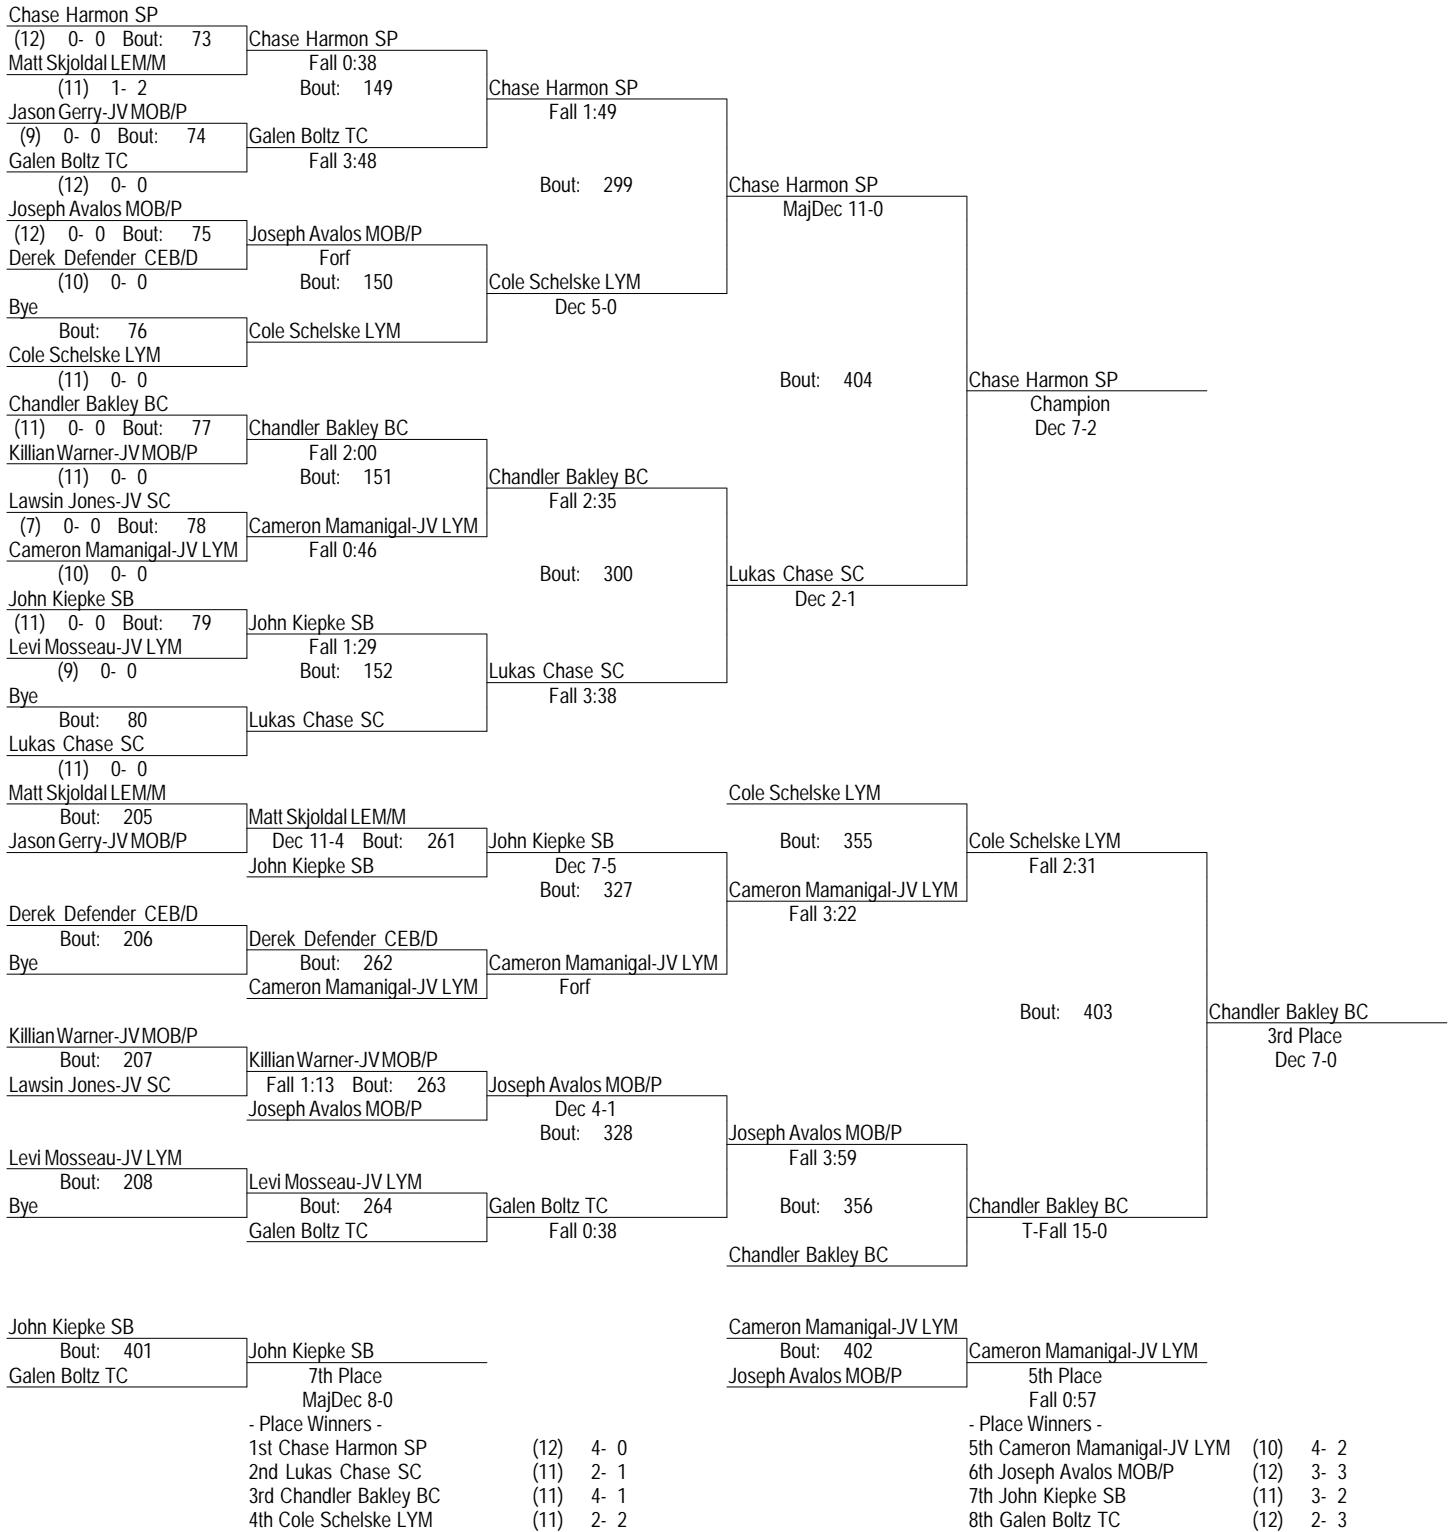 Chase Harmon SP
(12) 0- 0 Bout: 73 Chase Harmon SP
Matt Skjoldal LEM/M Fall 0:38
(11) 1- 2 Bout: 149 Chase Harmon SP
Jason Gerry-JV MOB/P Fall 1:49
(9) 0- 0 Bout: 74 Galen Boltz TC
Galen Boltz TC Fall 3:48
(12) 0- 0 Bout: 299 Chase Harmon SP
Joseph Avalos MOB/P MajDec 11-0
(12) 0- 0 Bout: 75 Joseph Avalos MOB/P
Derek Defender CEB/D Forf
(10) 0- 0 Bout: 150 Cole Schelske LYM
Bye Dec 5-0
Bout: 76 Cole Schelske LYM
Cole Schelske LYM
(11) 0- 0 Bout: 404 Chase Harmon SP
Chandler Bakley BC Champion
(11) 0- 0 Bout: 77 Chandler Bakley BC Dec 7-2
Killian Warner-JV MOB/P Fall 2:00
(11) 0- 0 Bout: 151 Chandler Bakley BC
Lawsin Jones-JV SC Fall 2:35
(7) 0- 0 Bout: 78 Cameron Mamanigal-JV LYM
Cameron Mamanigal-JV LYM Fall 0:46
(10) 0- 0 Bout: 300 Lukas Chase SC
John Kiepke SB Dec 2-1
(11) 0- 0 Bout: 79 John Kiepke SB
Levi Mosseau-JV LYM Fall 1:29
(9) 0- 0 Bout: 152 Lukas Chase SC
Bye Fall 3:38
Bout: 80 Lukas Chase SC
Lukas Chase SC
(11) 0- 0
Matt Skjoldal LEM/M Cole Schelske LYM
Bout: 205 Matt Skjoldal LEM/M
Jason Gerry-JV MOB/P Dec 11-4 Bout: 261 John Kiepke SB Bout: 355 Cole Schelske LYM
John Kiepke SB Dec 7-5 Fall 2:31
Bout: 327 Cameron Mamanigal-JV LYM
Derek Defender CEB/D Fall 3:22
Bout: 206 Derek Defender CEB/D
Bye Bout: 262 Cameron Mamanigal-JV LYM
Cameron Mamanigal-JV LYM Forf
Bout: 403 Chandler Bakley BC
Killian Warner-JV MOB/P 3rd Place
Bout: 207 Killian Warner-JV MOB/P Dec 7-0
Lawsin Jones-JV SC Fall 1:13 Bout: 263 Joseph Avalos MOB/P
Joseph Avalos MOB/P Dec 4-1
Bout: 328 Joseph Avalos MOB/P
Levi Mosseau-JV LYM Fall 3:59
Bout: 208 Levi Mosseau-JV LYM
Bye Bout: 264 Galen Boltz TC Bout: 356 Chandler Bakley BC
Galen Boltz TC Fall 0:38 T-Fall 15-0
Chandler Bakley BC
John Kiepke SB Cameron Mamanigal-JV LYM
Bout: 401 John Kiepke SB Bout: 402 Cameron Mamanigal-JV LYM
Galen Boltz TC 7th Place Joseph Avalos MOB/P 5th Place
MajDec 8-0 Fall 0:57
- Place Winners - - Place Winners -
1st Chase Harmon SP (12) 4- 0 5th Cameron Mamanigal-JV LYM (10) 4- 2
2nd Lukas Chase SC (11) 2- 1 6th Joseph Avalos MOB/P (12) 3- 3
3rd Chandler Bakley BC (11) 4- 1 7th John Kiepke SB (11) 3- 2
4th Cole Schelske LYM (11) 2- 2 8th Galen Boltz TC (12) 2- 3